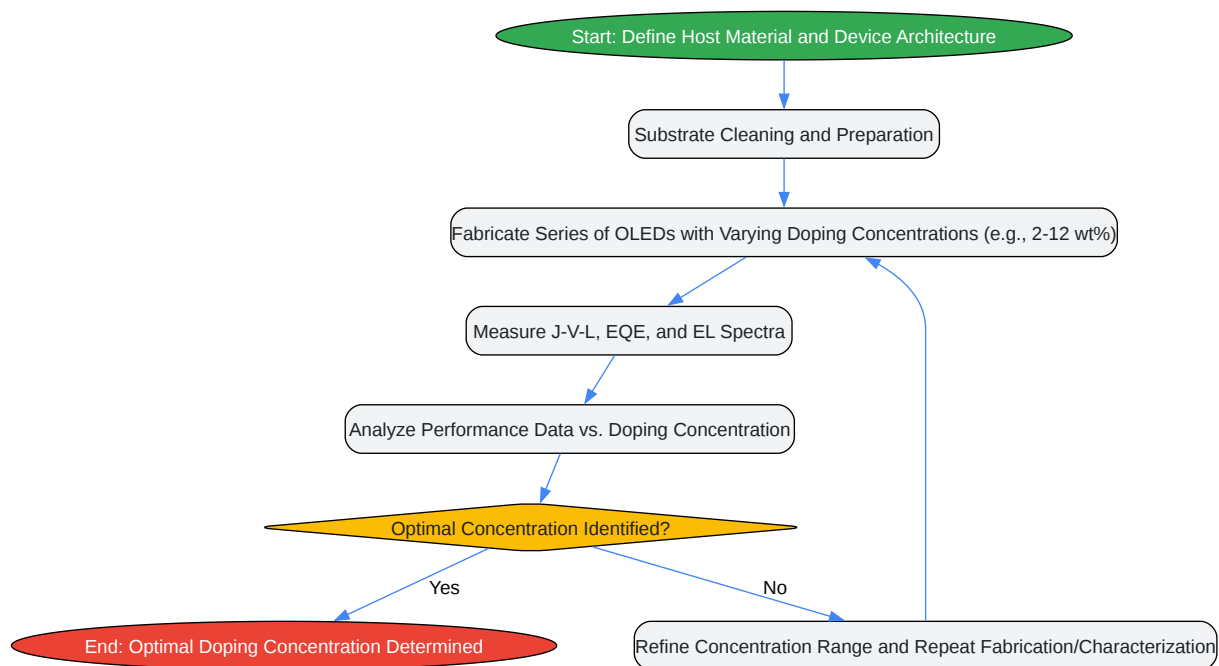 Start: Define Host Material and Device Architecture
Substrate Cleaning and Preparation
Fabricate Series of OLEDs with Varying Doping Concentrations (e.g., 2-12 wt%)
Measure J-V-L, EQE, and EL Spectra
Analyze Performance Data vs. Doping Concentration
Optimal Concentration Identified?
Yes
No
End: Optimal Doping Concentration Determined
Refine Concentration Range and Repeat Fabrication/Characterization